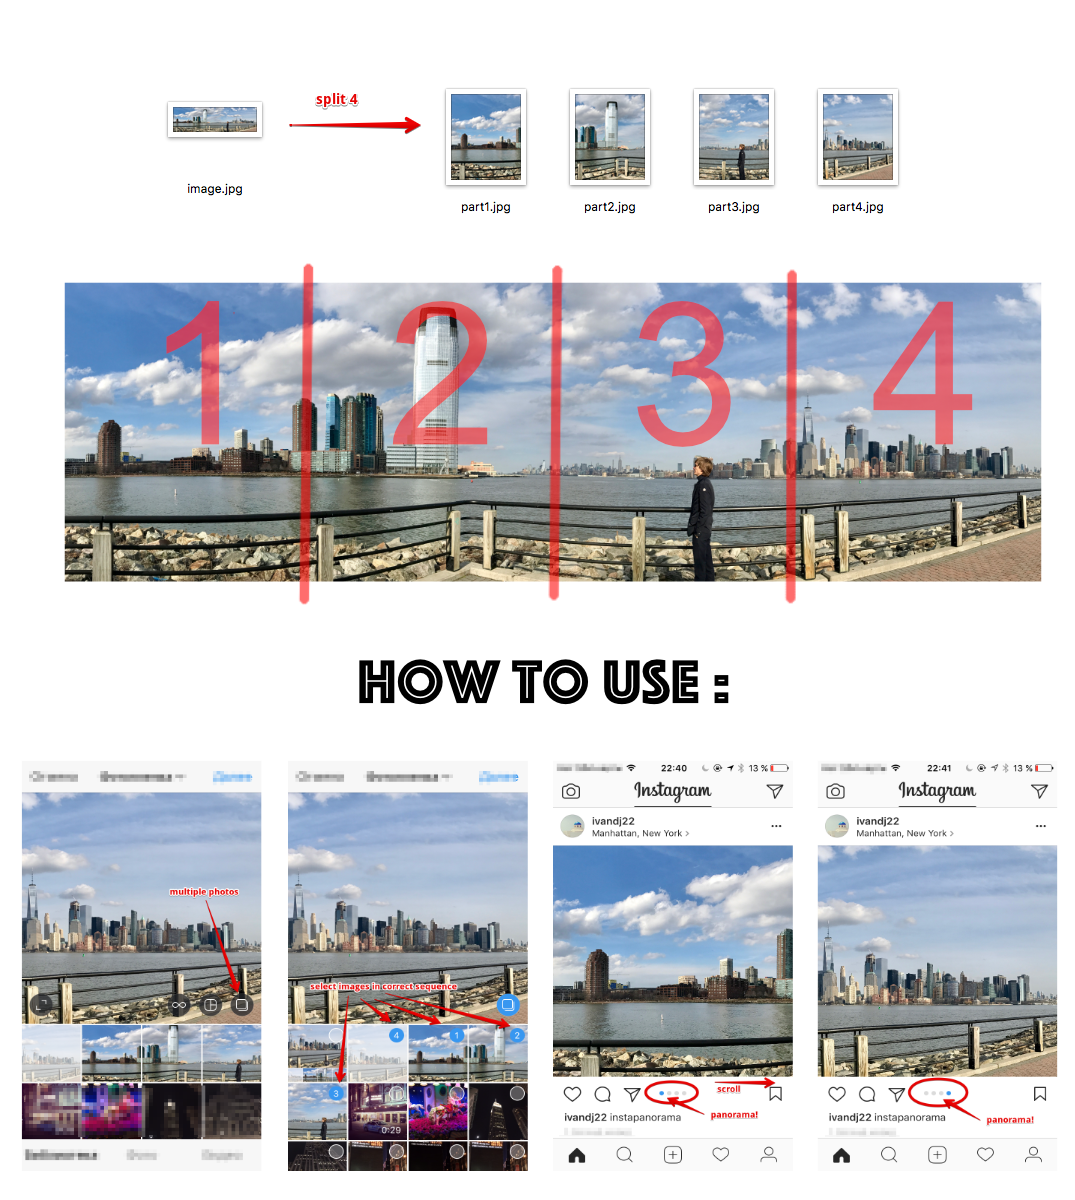 split 4
image.jpg
part1.jpg
part2.jpg
part3.jpg
part4.jpg
1 2 3 4
HOW TO USE :
multiple photos
select images in correct sequence
4
1
2
3
0:29
22:40
13 %
Instagram
ivandj22
Manhattan, New York >
scroll
panorama!
ivandj22 instapanorama
22:41
13 %
Instagram
ivandj22
Manhattan, New York >
panorama!
ivandj22 instapanorama